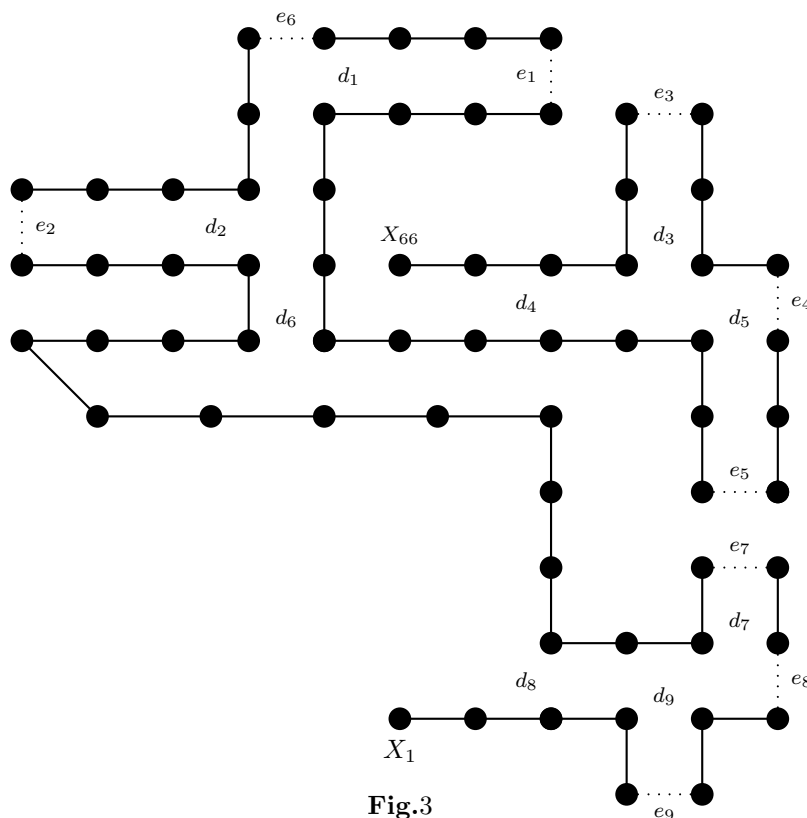 e₆
d₁
e₁
e₃
e₂
d₂
X₆₆
d₃
d₄
e₄
d₆
d₅
e₅
e₇
d₇
d₈
d₉
e₈
X₁
Fig.3
e₉